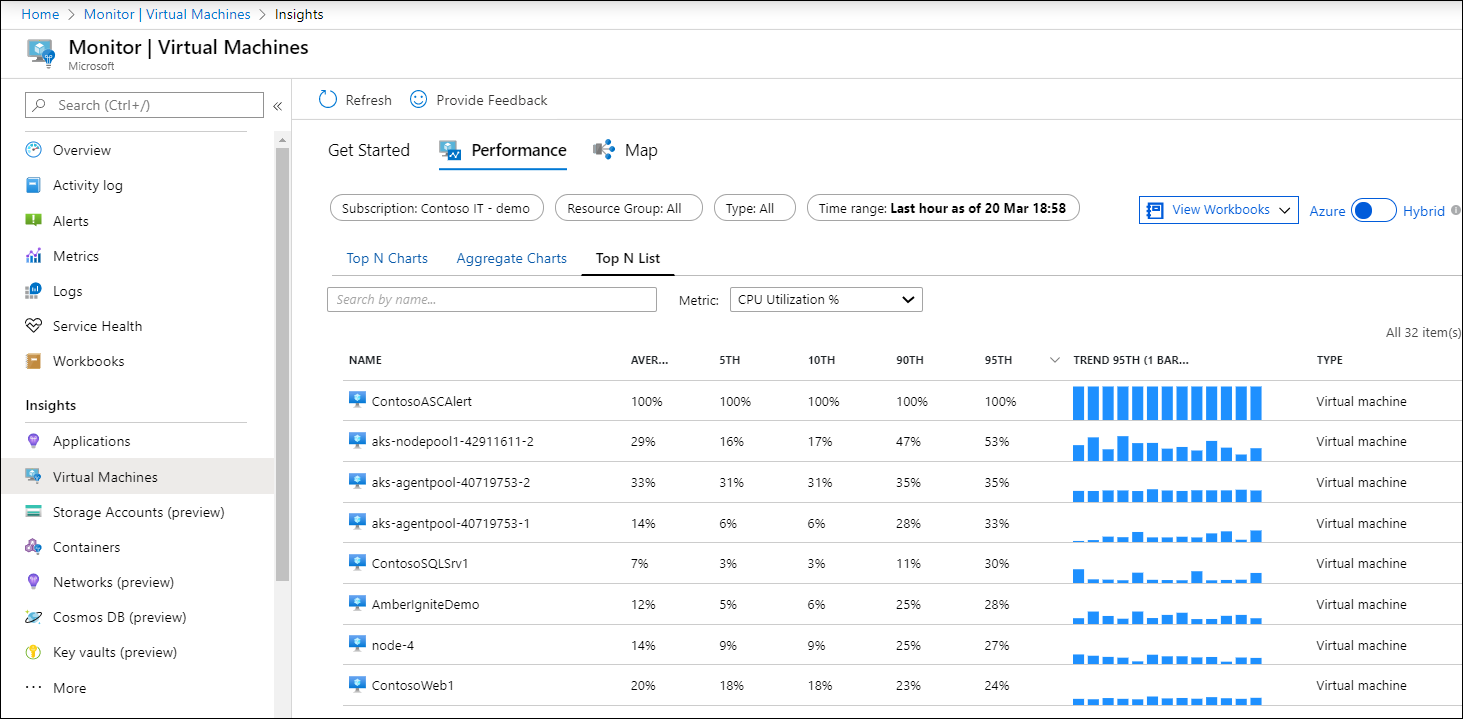 Home > Monitor | Virtual Machines > Insights
Monitor | Virtual Machines
Microsoft
Search (Ctrl+/)
«
Overview
Activity log
Alerts
Metrics
Logs
Service Health
Workbooks
Insights
Applications
Virtual Machines
Storage Accounts (preview)
Containers
Networks (preview)
Cosmos DB (preview)
Key vaults (preview)
··· More
Refresh Provide Feedback
Get Started Performance Map
Subscription: Contoso IT - demo Resource Group: All Type: All Time range: Last hour as of 20 Mar 18:58 View Workbooks Azure Hybrid
Top N Charts Aggregate Charts Top N List
Search by name... Metric: CPU Utilization %
All 32 item(s)
NAME AVER... 5TH 10TH 90TH 95TH TREND 95TH (1 BAR... TYPE
ContosoASCAlert 100% 100% 100% 100% 100% Virtual machine
aks-nodepool1-42911611-2 29% 16% 17% 47% 53% Virtual machine
aks-agentpool-40719753-2 33% 31% 31% 35% 35% Virtual machine
aks-agentpool-40719753-1 14% 6% 6% 28% 33% Virtual machine
ContosoSQLSrv1 7% 3% 3% 11% 30% Virtual machine
AmberIgniteDemo 12% 5% 6% 25% 28% Virtual machine
node-4 14% 9% 9% 25% 27% Virtual machine
ContosoWeb1 20% 18% 18% 23% 24% Virtual machine